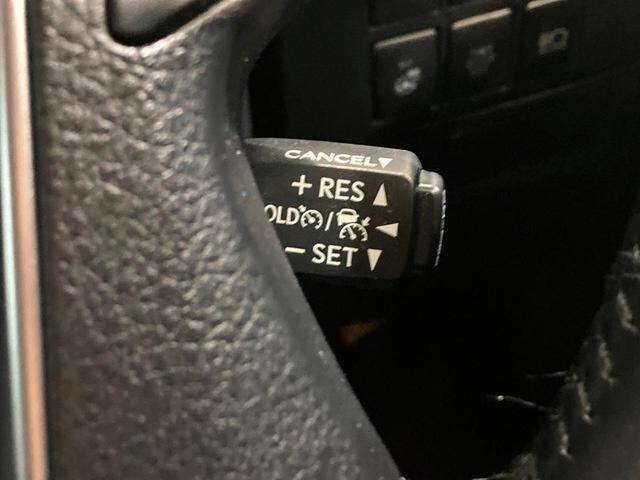 CANCEL▼
+ RES ▲
OLD /  ◄
− SET ▼